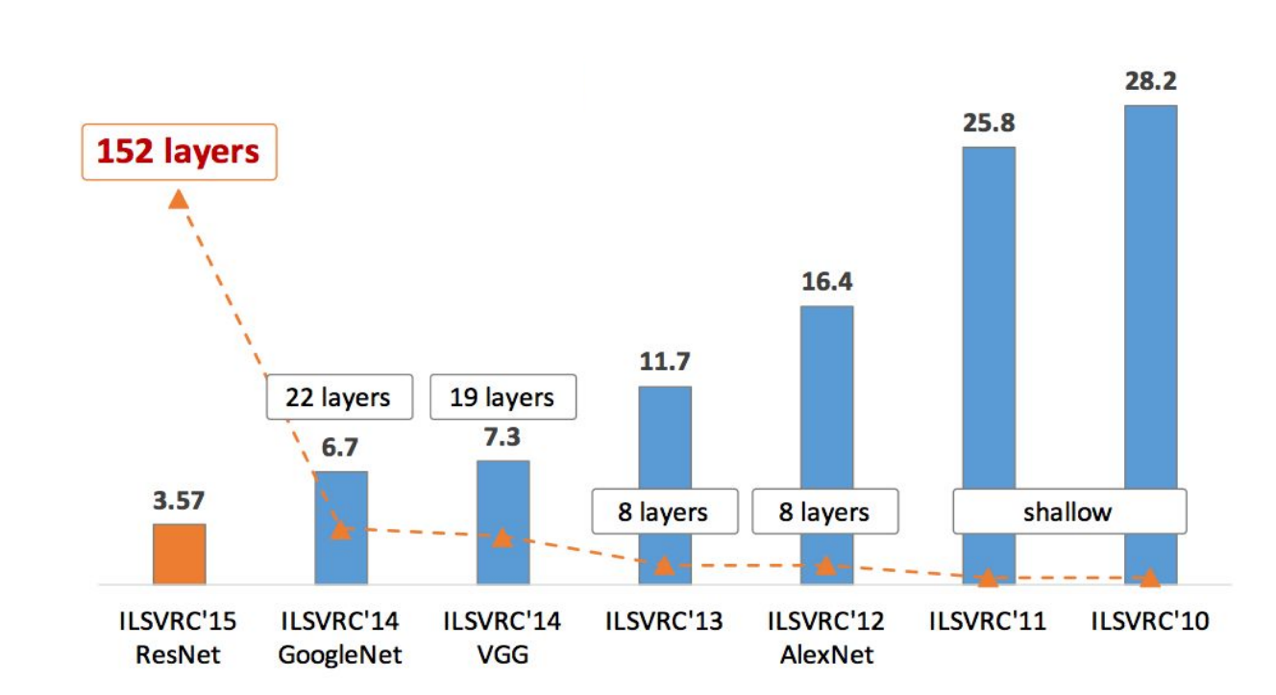 28.2
25.8
152 layers
16.4
11.7
22 layers
19 layers
7.3
6.7
3.57
8 layers
8 layers
shallow
ILSVRC'15
ResNet
ILSVRC'14
GoogleNet
ILSVRC'14
VGG
ILSVRC'13
ILSVRC'12
AlexNet
ILSVRC'11
ILSVRC'10